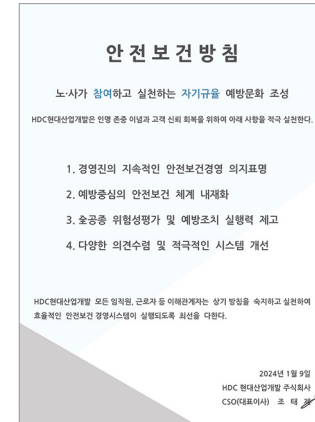 안전보건방침
노·사가 참여하고 실천하는 자기규율 예방문화 조성
HDC현대산업개발은 인명 존중 이념과 고객 신뢰 회복을 위하여 아래 사항을 적극 실천한다.
1. 경영진의 지속적인 안전보건경영 의지표명
2. 예방중심의 안전보건 체계 내재화
3. 全공종 위험성평가 및 예방조치 실행력 제고
4. 다양한 의견수렴 및 적극적인 시스템 개선
HDC현대산업개발 모든 임직원, 근로자 등 이해관계자는 상기 방침을 숙지하고 실천하여
효율적인 안전보건 경영시스템이 실행되도록 최선을 다한다.
2024년 1월 9일
HDC 현대산업개발 주식회사
CSO(대표이사) 조 태